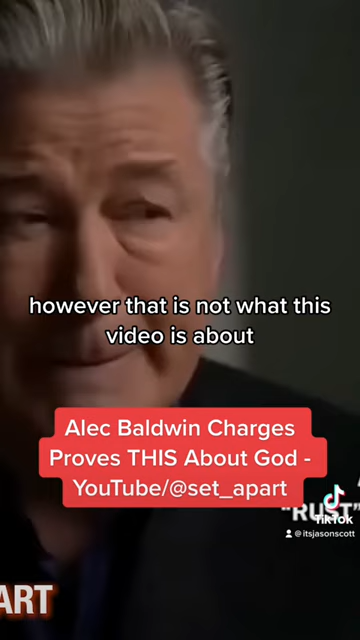 however that is not what this
video is about
Alec Baldwin Charges
Proves THIS About God -
YouTube/@set_apart
"RUST"
TikTok
@itsjasonscott
ART